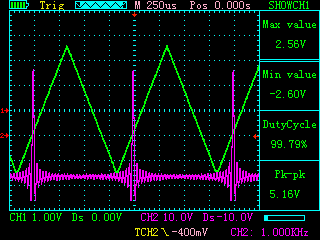 Trig M 250us Pos 0.000s SHOWCH1
Max value
2.56V
Min value
-2.60V
DutyCycle
99.79%
Pk-pk
5.16V
1
2
CH1 1.00V Ds 0.00V CH2 10.0V Ds-10.0V
TCH2 -400mV CH2: 1.000KHz